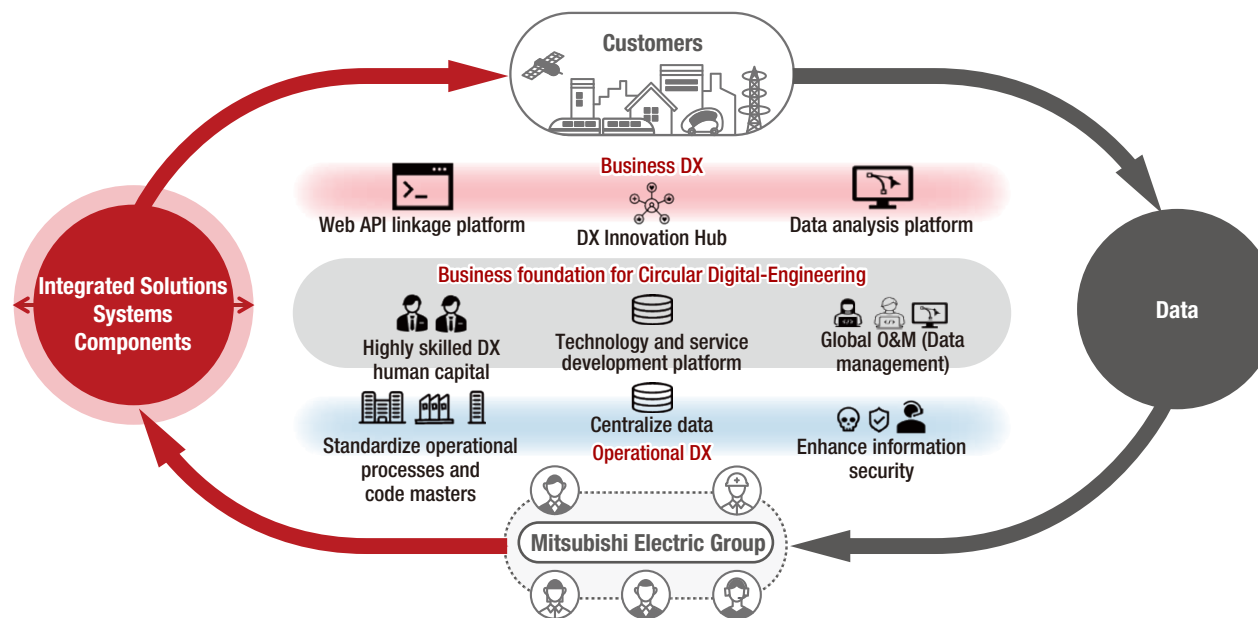 Customers
Business DX
Web API linkage platform
DX Innovation Hub
Data analysis platform
Integrated Solutions
Systems
Components
Data
Business foundation for Circular Digital-Engineering
Highly skilled DX
human capital
Technology and service
development platform
Global O&M (Data
management)
Standardize operational
processes and
code masters
Centralize data
Operational DX
Enhance information
security
Mitsubishi Electric Group